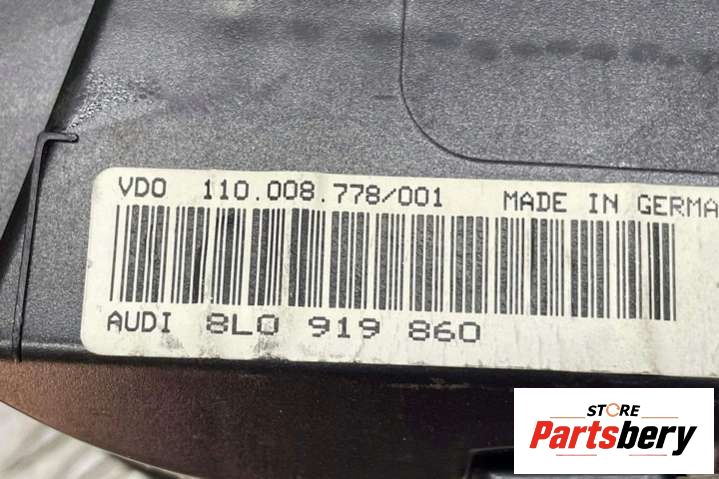 VDO 110.008.778/001 MADE IN GERMA
AUDI 8L0 919 860
STORE
Partsbery